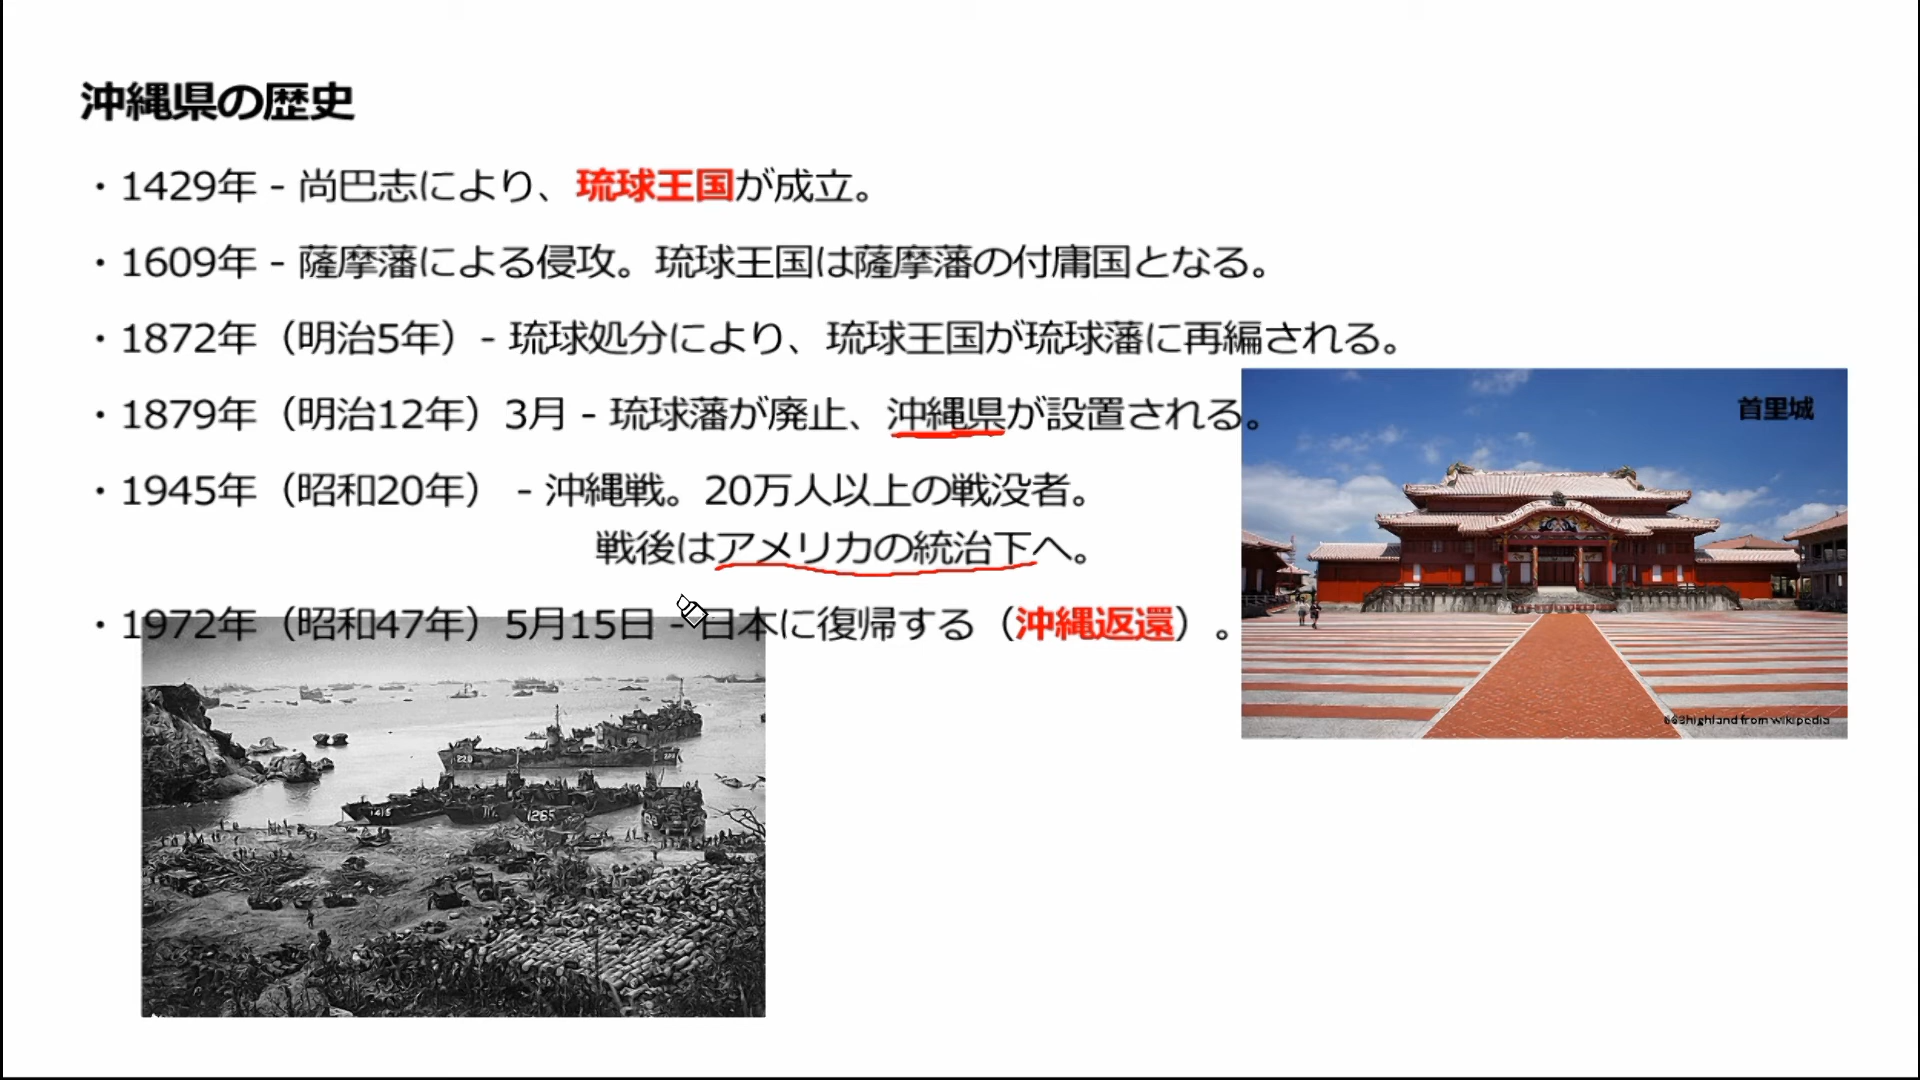 沖縄県の歴史
・1429年 - 尚巴志により、琉球王国が成立。
・1609年 - 薩摩藩による侵攻。琉球王国は薩摩藩の付庸国となる。
・1872年（明治5年）- 琉球処分により、琉球王国が琉球藩に再編される。
・1879年（明治12年）3月 - 琉球藩が廃止、沖縄県が設置される。
首里城
・1945年（昭和20年） - 沖縄戦。20万人以上の戦没者。
戦後はアメリカの統治下へ。
・1972年（昭和47年）5月15日 - 日本に復帰する（沖縄返還）。
663highland from wikipedia
220
1415
1265